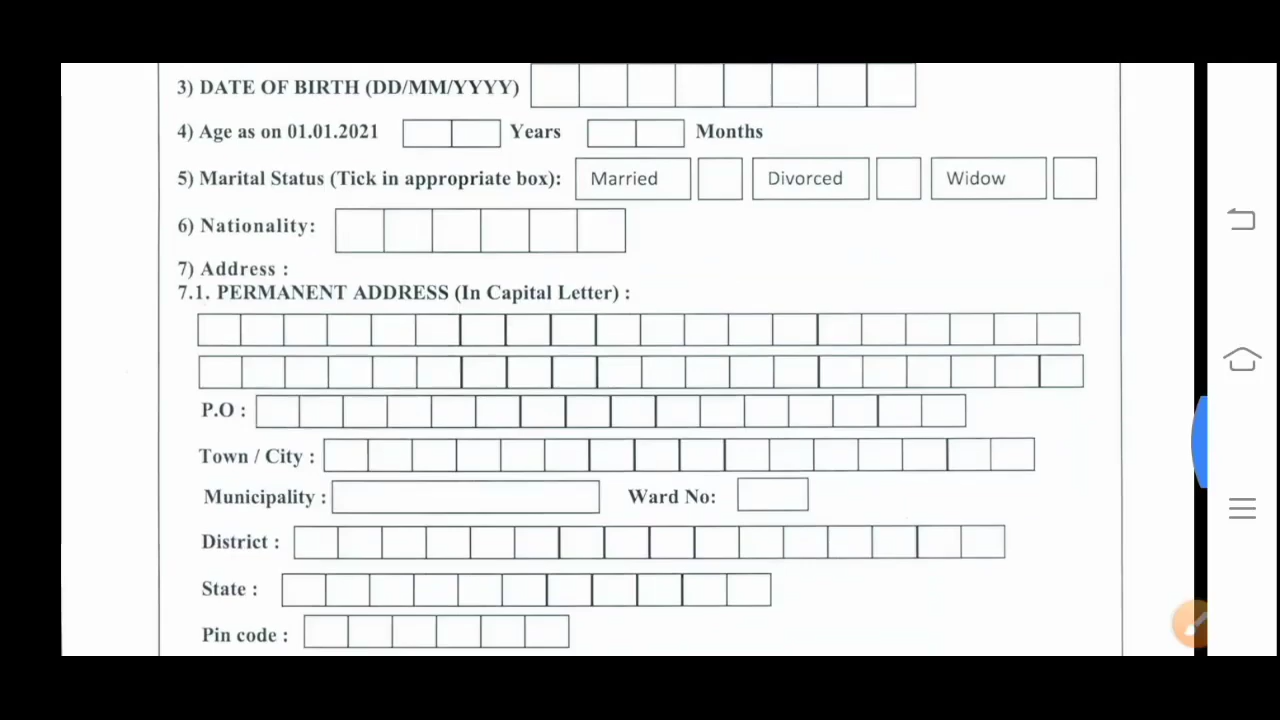 3) DATE OF BIRTH (DD/MM/YYYY)
4) Age as on 01.01.2021 Years Months
5) Marital Status (Tick in appropriate box): Married Divorced Widow
6) Nationality:
7) Address :
7.1. PERMANENT ADDRESS (In Capital Letter) :
P.O :
Town / City :
Municipality : Ward No:
District :
State :
Pin code :